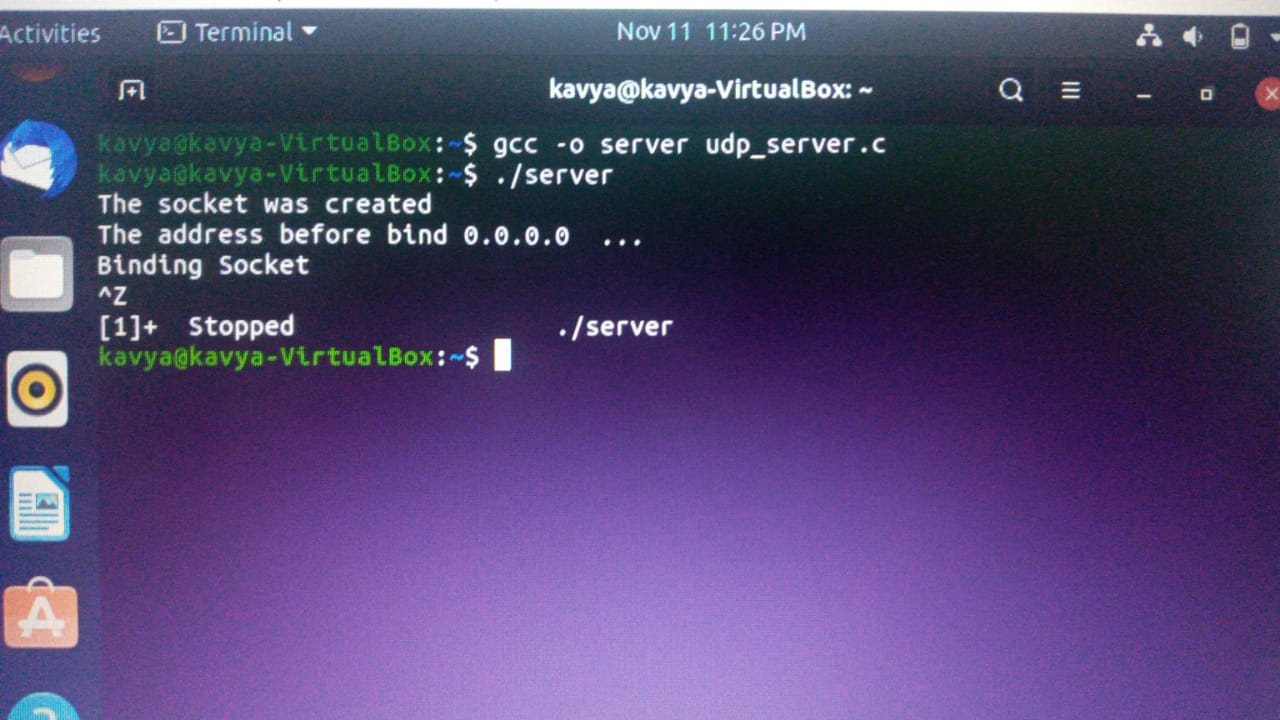 Activities Terminal Nov 11 11:26 PM
kavya@kavya-VirtualBox: ~
kavya@kavya-VirtualBox:~$ gcc -o server udp_server.c
kavya@kavya-VirtualBox:~$ ./server
The socket was created
The address before bind 0.0.0.0 ...
Binding Socket
^Z
[1]+ Stopped ./server
kavya@kavya-VirtualBox:~$